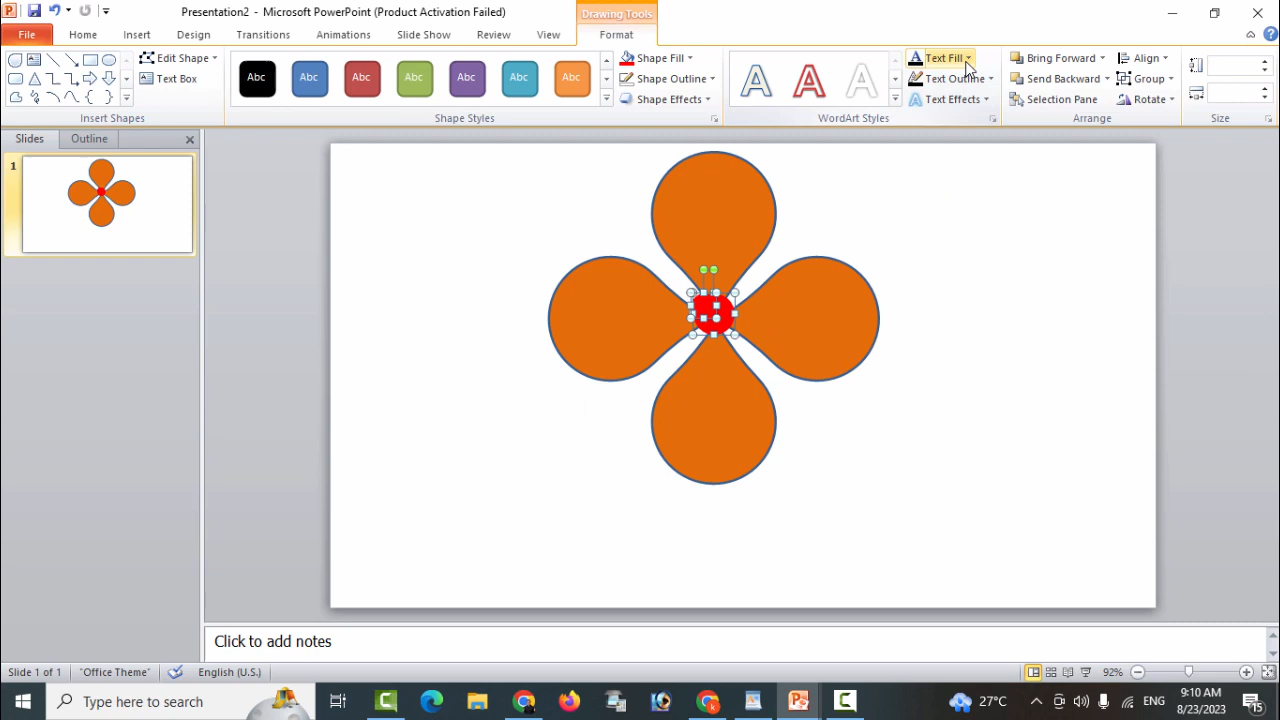 Presentation2 - Microsoft PowerPoint (Product Activation Failed)
Drawing Tools
File Home Insert Design Transitions Animations Slide Show Review View Format
Edit Shape
Text Box
Insert Shapes
Abc Abc Abc Abc Abc Abc Abc
Shape Fill
Shape Outline
Shape Effects
Shape Styles
A A A
Text Fill
Text Outline
Text Effects
WordArt Styles
Bring Forward
Send Backward
Selection Pane
Align
Group
Rotate
Arrange
Size
Slides Outline
1
Click to add notes
Slide 1 of 1 "Office Theme" English (U.S.) 92%
Type here to search
27°C ENG
9:10 AM
8/23/2023
15